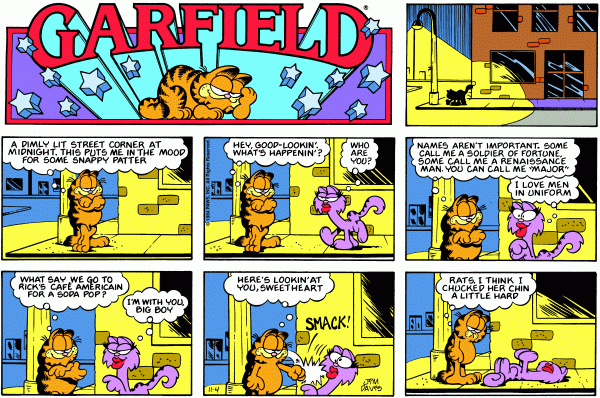 GARFIELD
®
A DIMLY LIT STREET CORNER AT
MIDNIGHT. THIS PUTS ME IN THE MOOD
FOR SOME SNAPPY PATTER
HEY, GOOD-LOOKIN',
WHAT'S HAPPENIN'?
WHO
ARE
YOU?
NAMES AREN'T IMPORTANT. SOME
CALL ME A SOLDIER OF FORTUNE,
SOME CALL ME A RENAISSANCE
MAN. YOU CAN CALL ME "MAJOR"
I LOVE MEN
IN UNIFORM
WHAT SAY WE GO TO
RICK'S CAFÉ AMERICAIN
FOR A SODA POP?
I'M WITH YOU,
BIG BOY
HERE'S LOOKIN' AT
YOU, SWEETHEART
SMACK!
11-4
JIM
DAVIS
RATS. I THINK I
CHUCKED HER CHIN
A LITTLE HARD